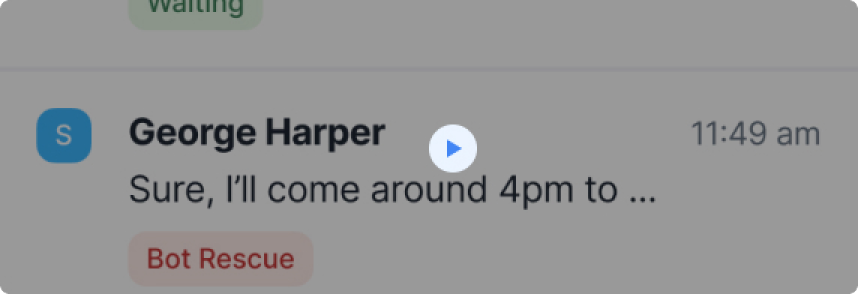 Waiting
S
George Harper
11:49 am
Sure, I'll come around 4pm to ...
Bot Rescue